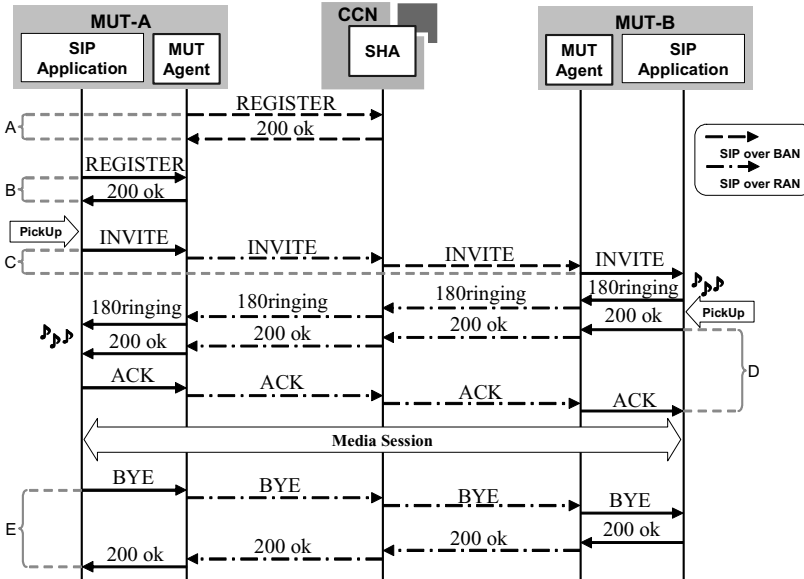 MUT-A
CCN
MUT-B
SIP
Application
MUT
Agent
SHA
MUT
Agent
SIP
Application
REGISTER
A
200 ok
SIP over BAN
SIP over RAN
REGISTER
B
200 ok
PickUp
INVITE
INVITE
INVITE
INVITE
C
180ringing
180ringing
180ringing
180ringing
PickUp
200 ok
200 ok
200 ok
200 ok
D
ACK
ACK
ACK
ACK
Media Session
BYE
BYE
BYE
BYE
E
200 ok
200 ok
200 ok
200 ok